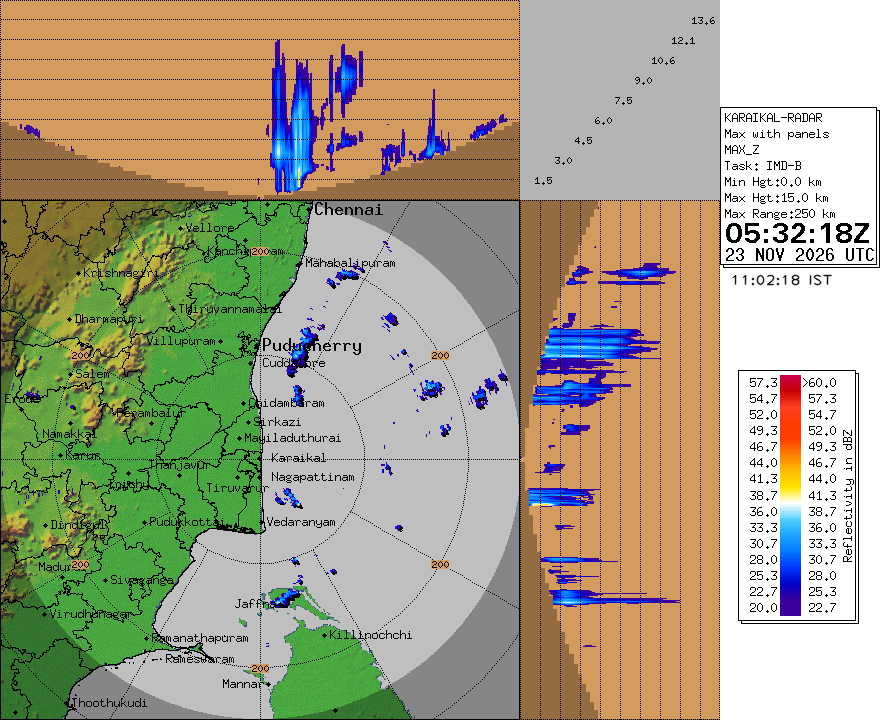 13.6
12.1
10.6
9.0
7.5
6.0
4.5
3.0
1.5
KARAIKAL-RADAR
Max with panels
MAX_Z
Task: IMD-B
Min Hgt:0.0 km
Max Hgt:15.0 km
Max Range:250 km
05:32:18Z
23 NOV 2026 UTC
11:02:18 IST
Chennai
Vellore
200
Mahabalipuram
Krishnagiri
Thiruvannamalai
Dharmapuri
Villupuram
Puducherry
200
200
Cuddalore
Salem
Erode
Chidambaram
Perambalur
Sirkazi
Namakkal
Mayiladuthurai
Karur
Karaikal
Thanjavur
Nagapattinam
Tiruvarur
Dindigul
Pudukkottai
Vedaranyam
200
200
Madurai
Sivaganga
Jaffna
Virudhunagar
Ramanathapuram
Killinochchi
Rameswaram
200
Mannar
Thoothukudi
57.3 >60.0
54.7 57.3
52.0 54.7
49.3 52.0
46.7 49.3
44.0 46.7
41.3 44.0
38.7 41.3
36.0 38.7
33.3 36.0
30.7 33.3
28.0 30.7
25.3 28.0
22.7 25.3
20.0 22.7
Reflectivity in dBZ